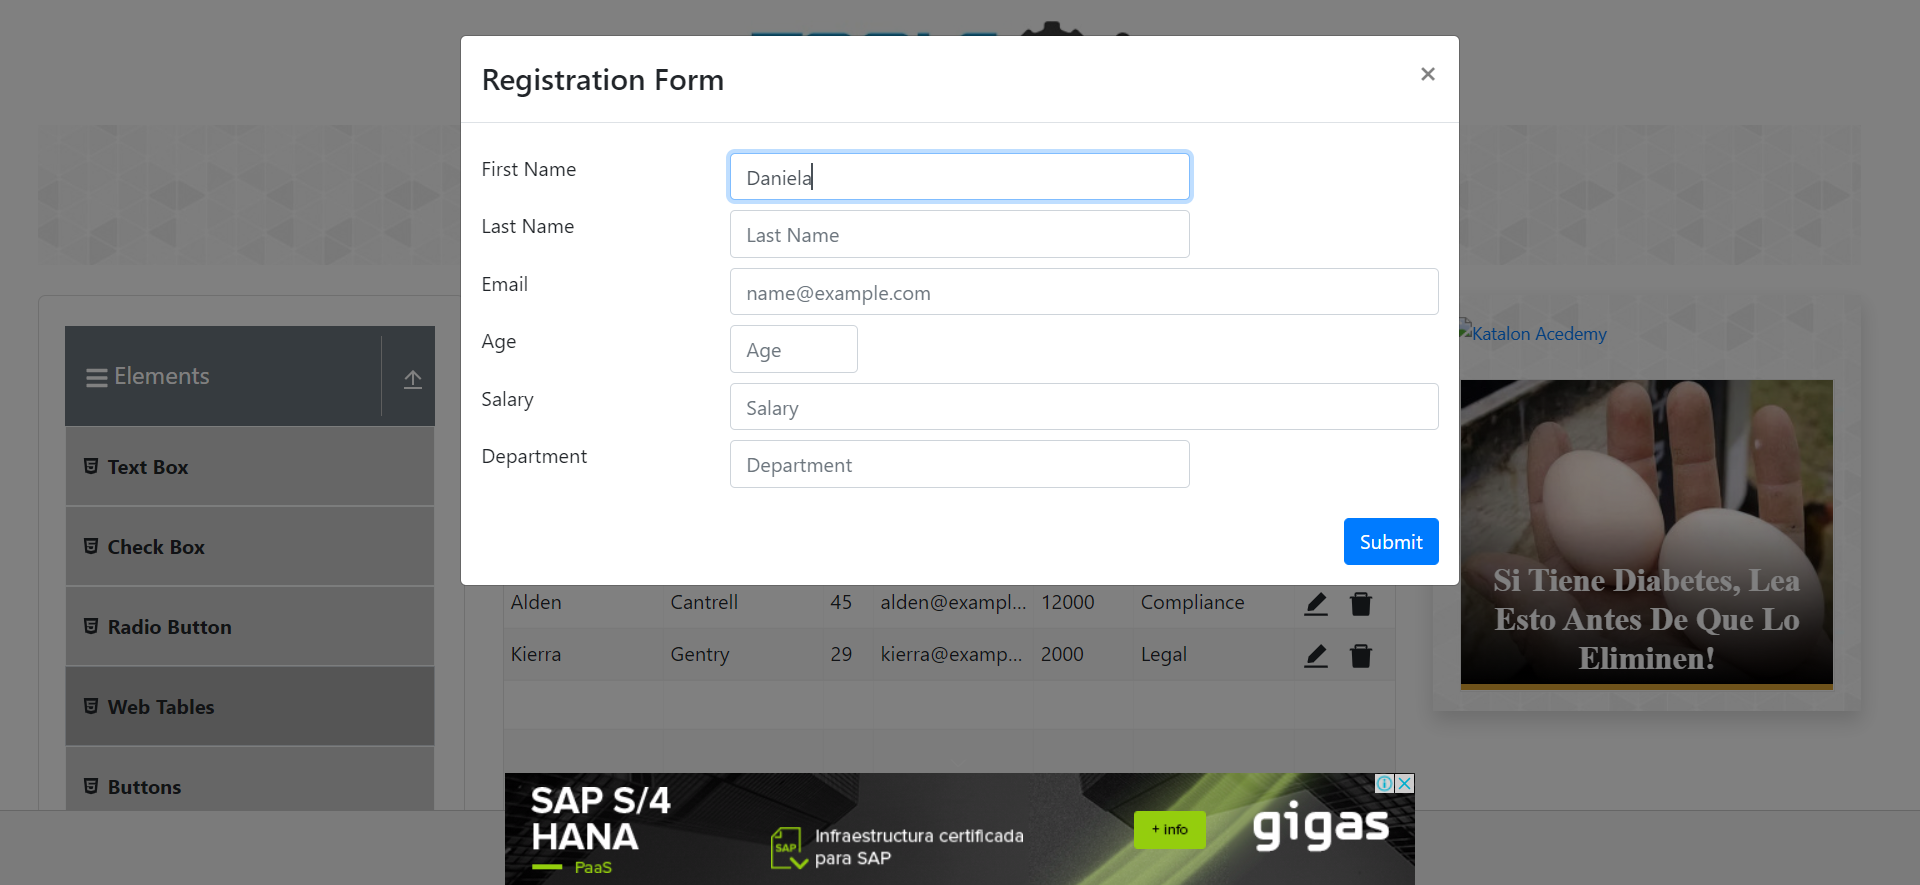 Registration Form
×
First Name
Daniela
Last Name
Last Name
Email
name@example.com
Age
Age
Salary
Salary
Department
Department
Submit
Elements
Text Box
Check Box
Radio Button
Web Tables
Buttons
Alden Cantrell 45 alden@exampl... 12000 Compliance
Kierra Gentry 29 kierra@examp... 2000 Legal
Katalon Acedemy
Si Tiene Diabetes, Lea
Esto Antes De Que Lo
Eliminen!
SAP S/4
HANA
PaaS
SAP
Infraestructura certificada
para SAP
+ info
gigas